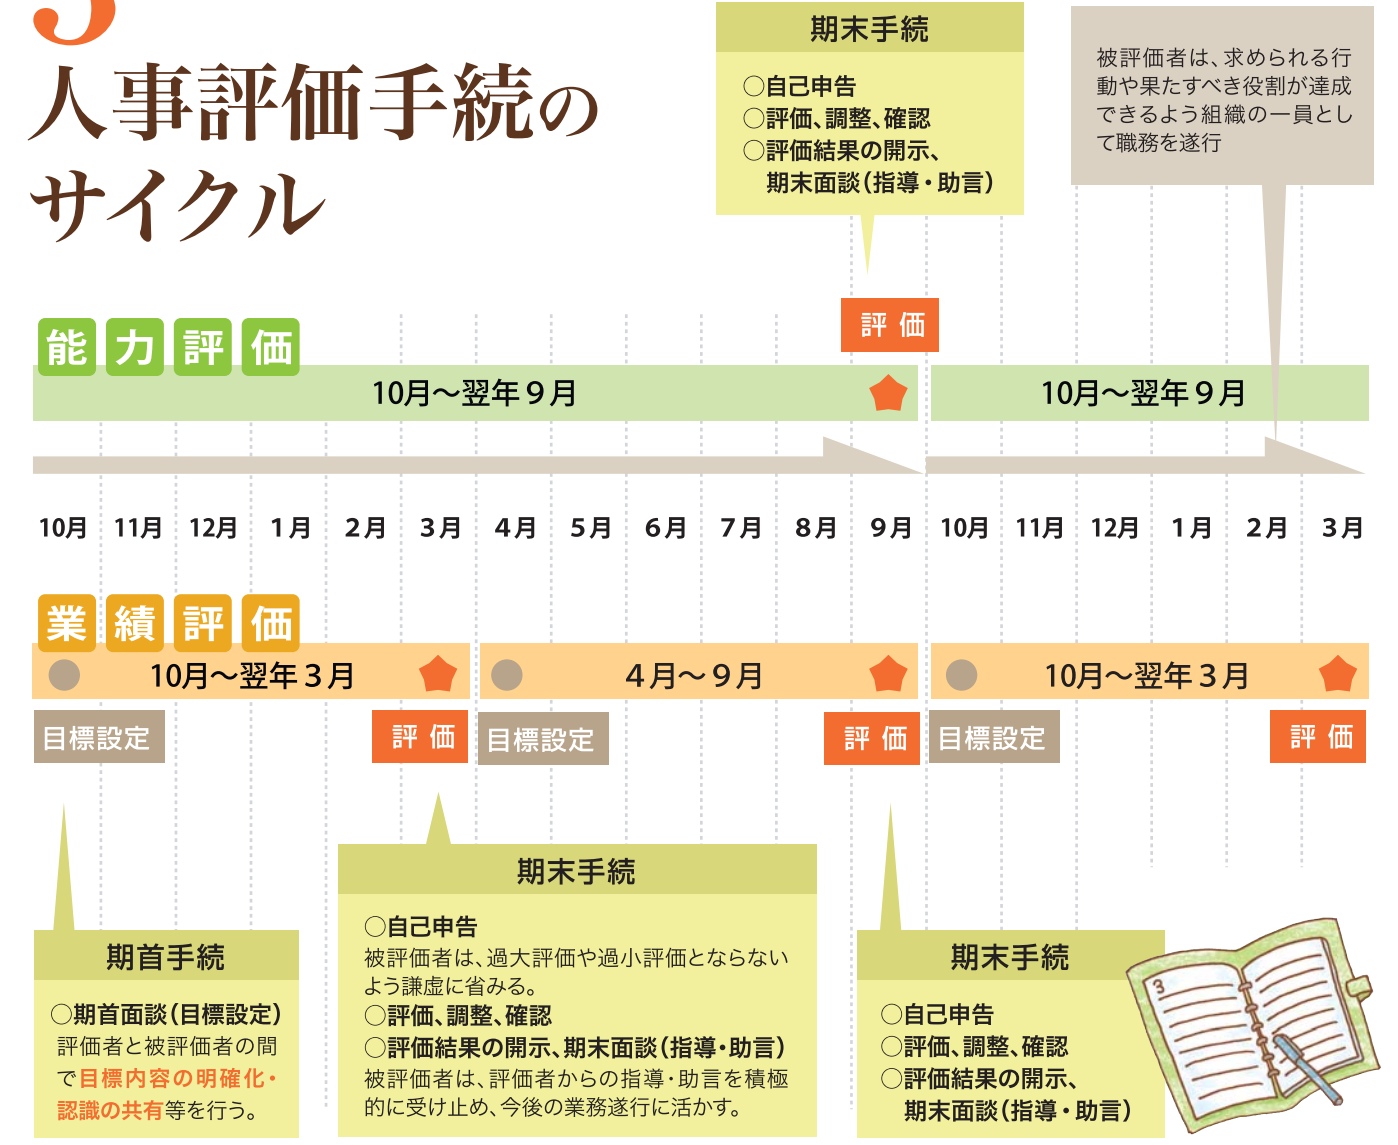 3
人事評価手続の
サイクル
期末手続
○自己申告
○評価、調整、確認
○評価結果の開示、
期末面談(指導・助言)
被評価者は、求められる行
動や果たすべき役割が達成
できるよう組織の一員とし
て職務を遂行
評価
能力評価
10月～翌年９月
10月～翌年９月
10月 11月 12月 １月 ２月 ３月 ４月 ５月 ６月 ７月 ８月 ９月 10月 11月 12月 １月 ２月 ３月
業績評価
10月～翌年３月
４月～９月
10月～翌年３月
目標設定
評価
目標設定
評価
目標設定
評価
期首手続
○期首面談(目標設定)
評価者と被評価者の間
で目標内容の明確化・
認識の共有等を行う。
期末手続
○自己申告
被評価者は、過大評価や過小評価とならない
よう謙虚に省みる。
○評価、調整、確認
○評価結果の開示、期末面談(指導・助言)
被評価者は、評価者からの指導・助言を積極
的に受け止め、今後の業務遂行に活かす。
期末手続
○自己申告
○評価、調整、確認
○評価結果の開示、
期末面談(指導・助言)
3